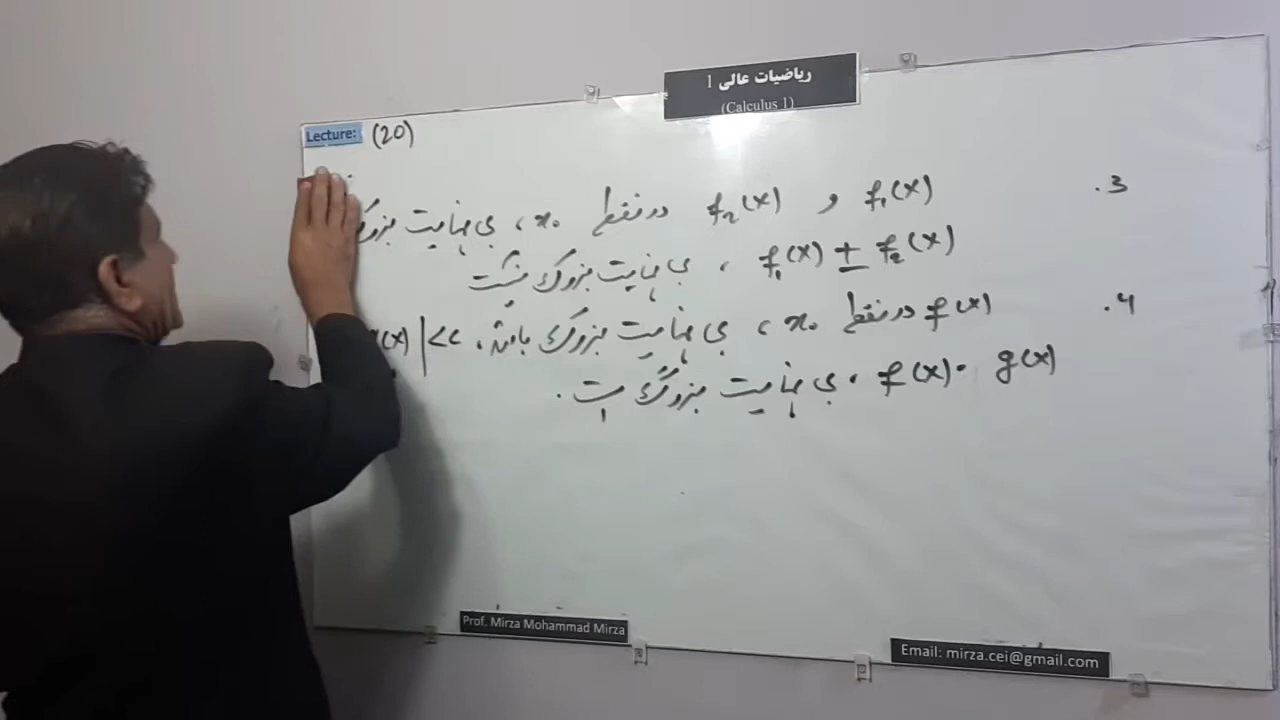 ریاضیات عالی 1
(Calculus 1)
Lecture: (20)
.3 f₁(x) و f₂(x) در نقطه x₀ ، بی نهایت بزرگ
f₁(x) ± f₂(x) ، بی نهایت بزرگ نیست
.4 f(x) در نقطه x₀ ، بی نهایت بزرگ باشد، (x)|<c
f(x)· g(x) ، بی نهایت بزرگ است.
Prof. Mirza Mohammad Mirza
Email: mirza.cei@gmail.com